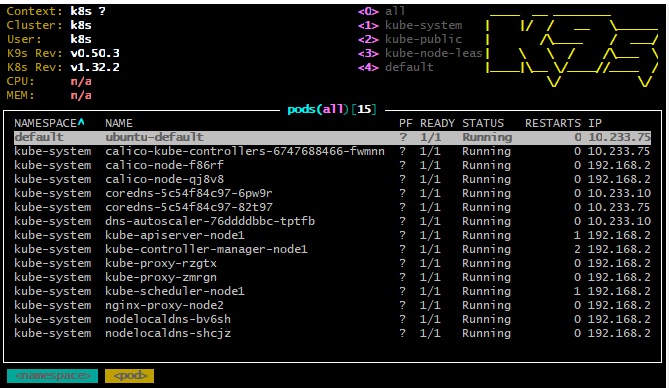 Context: k8s ? <0> all
Cluster: k8s <1> kube-system
User: k8s <2> kube-public
K9s Rev: v0.50.3 <3> kube-node-leas
K8s Rev: v1.32.2 <4> default
CPU: n/a
MEM: n/a
pods(all)[15]
NAMESPACE^ NAME PF READY STATUS RESTARTS IP
default ubuntu-default ? 1/1 Running 0 10.233.75
kube-system calico-kube-controllers-6747688466-fwmnn ? 1/1 Running 0 10.233.75
kube-system calico-node-f86rf ? 1/1 Running 0 192.168.2
kube-system calico-node-qj8v8 ? 1/1 Running 0 192.168.2
kube-system coredns-5c54f84c97-6pw9r ? 1/1 Running 0 10.233.10
kube-system coredns-5c54f84c97-82t97 ? 1/1 Running 0 10.233.75
kube-system dns-autoscaler-76ddddbbc-tptfb ? 1/1 Running 0 10.233.10
kube-system kube-apiserver-node1 ? 1/1 Running 1 192.168.2
kube-system kube-controller-manager-node1 ? 1/1 Running 2 192.168.2
kube-system kube-proxy-rzgtx ? 1/1 Running 0 192.168.2
kube-system kube-proxy-zmrgn ? 1/1 Running 0 192.168.2
kube-system kube-scheduler-node1 ? 1/1 Running 1 192.168.2
kube-system nginx-proxy-node2 ? 1/1 Running 0 192.168.2
kube-system nodelocaldns-bv6sh ? 1/1 Running 0 192.168.2
kube-system nodelocaldns-shcjz ? 1/1 Running 0 192.168.2
<namespace> <pod>